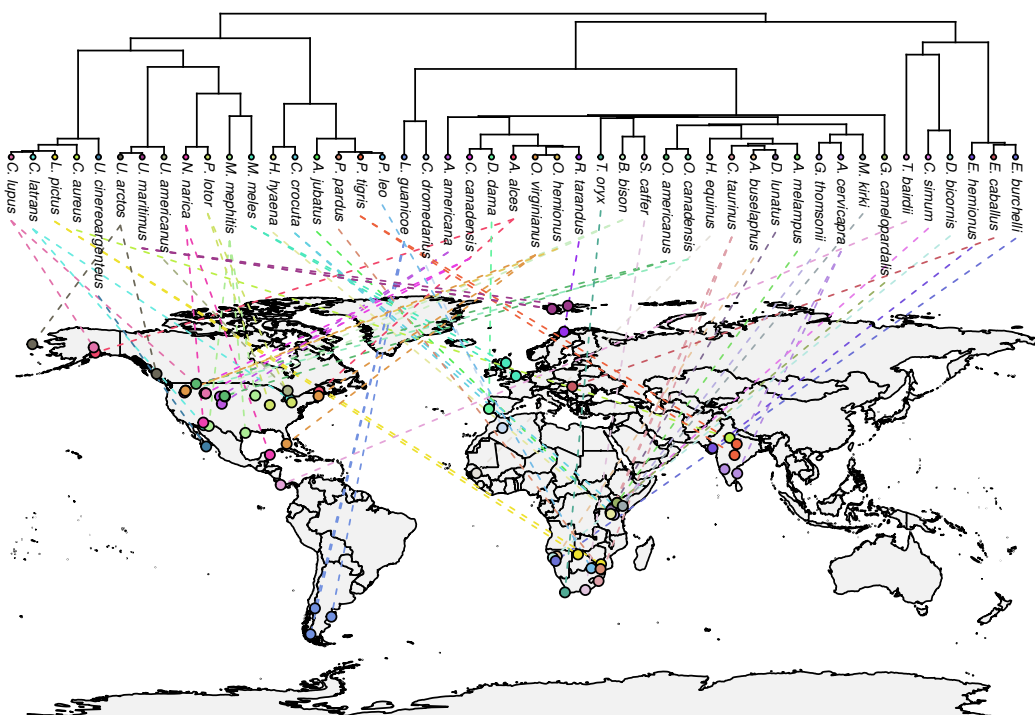 C. lupus
C. latrans
L. pictus
C. aureus
U. cinereoargenteus
U. arctos
U. maritimus
U. americanus
N. narica
P. lotor
M. mephitis
M. meles
H. hyaena
C. crocuta
A. jubatus
P. pardus
P. tigris
P. leo
L. guanicoe
C. dromedarius
A. americana
C. canadensis
D. dama
A. alces
O. virginianus
O. hemionus
R. tarandus
T. oryx
B. bison
S. caffer
O. americanus
O. canadensis
H. equinus
C. taurinus
A. buselaphus
D. lunatus
A. melampus
G. thomsonii
A. cervicapra
M. kirki
G. camelopardalis
T. bairdii
C. simum
D. bicornis
E. hemionus
E. caballus
E. burchelli